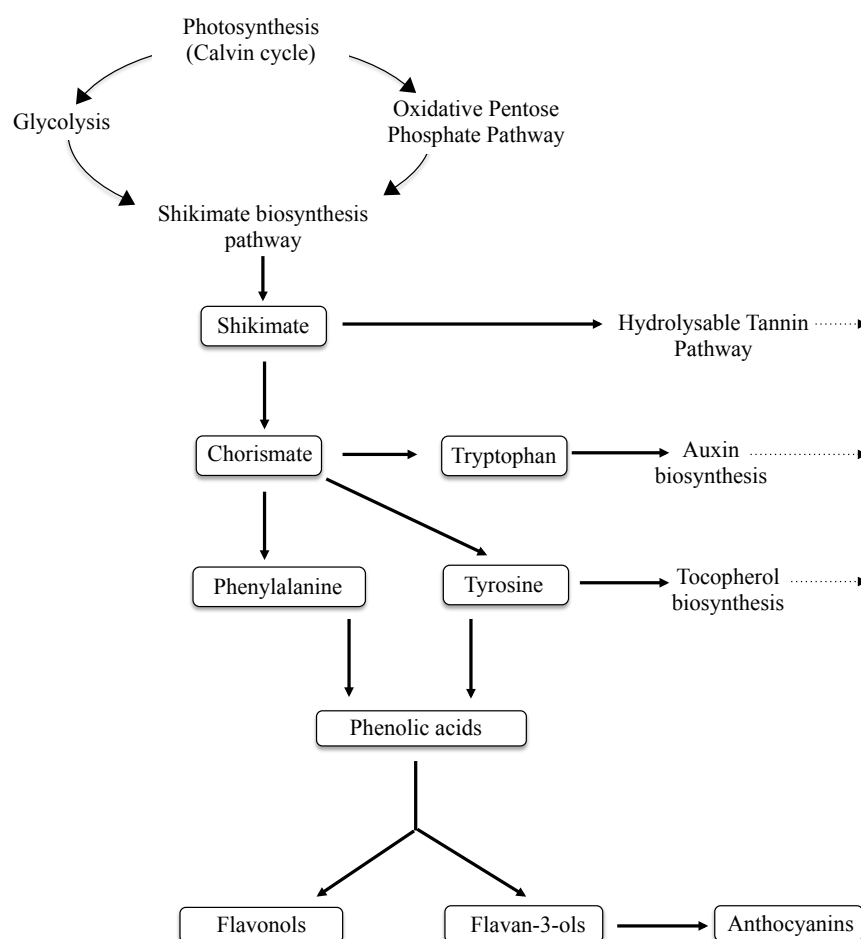 Photosynthesis
(Calvin cycle)
Glycolysis
Oxidative Pentose
Phosphate Pathway
Shikimate biosynthesis
pathway
Shikimate
Hydrolysable Tannin
Pathway
Chorismate
Tryptophan
Auxin
biosynthesis
Phenylalanine
Tyrosine
Tocopherol
biosynthesis
Phenolic acids
Flavonols
Flavan-3-ols
Anthocyanins